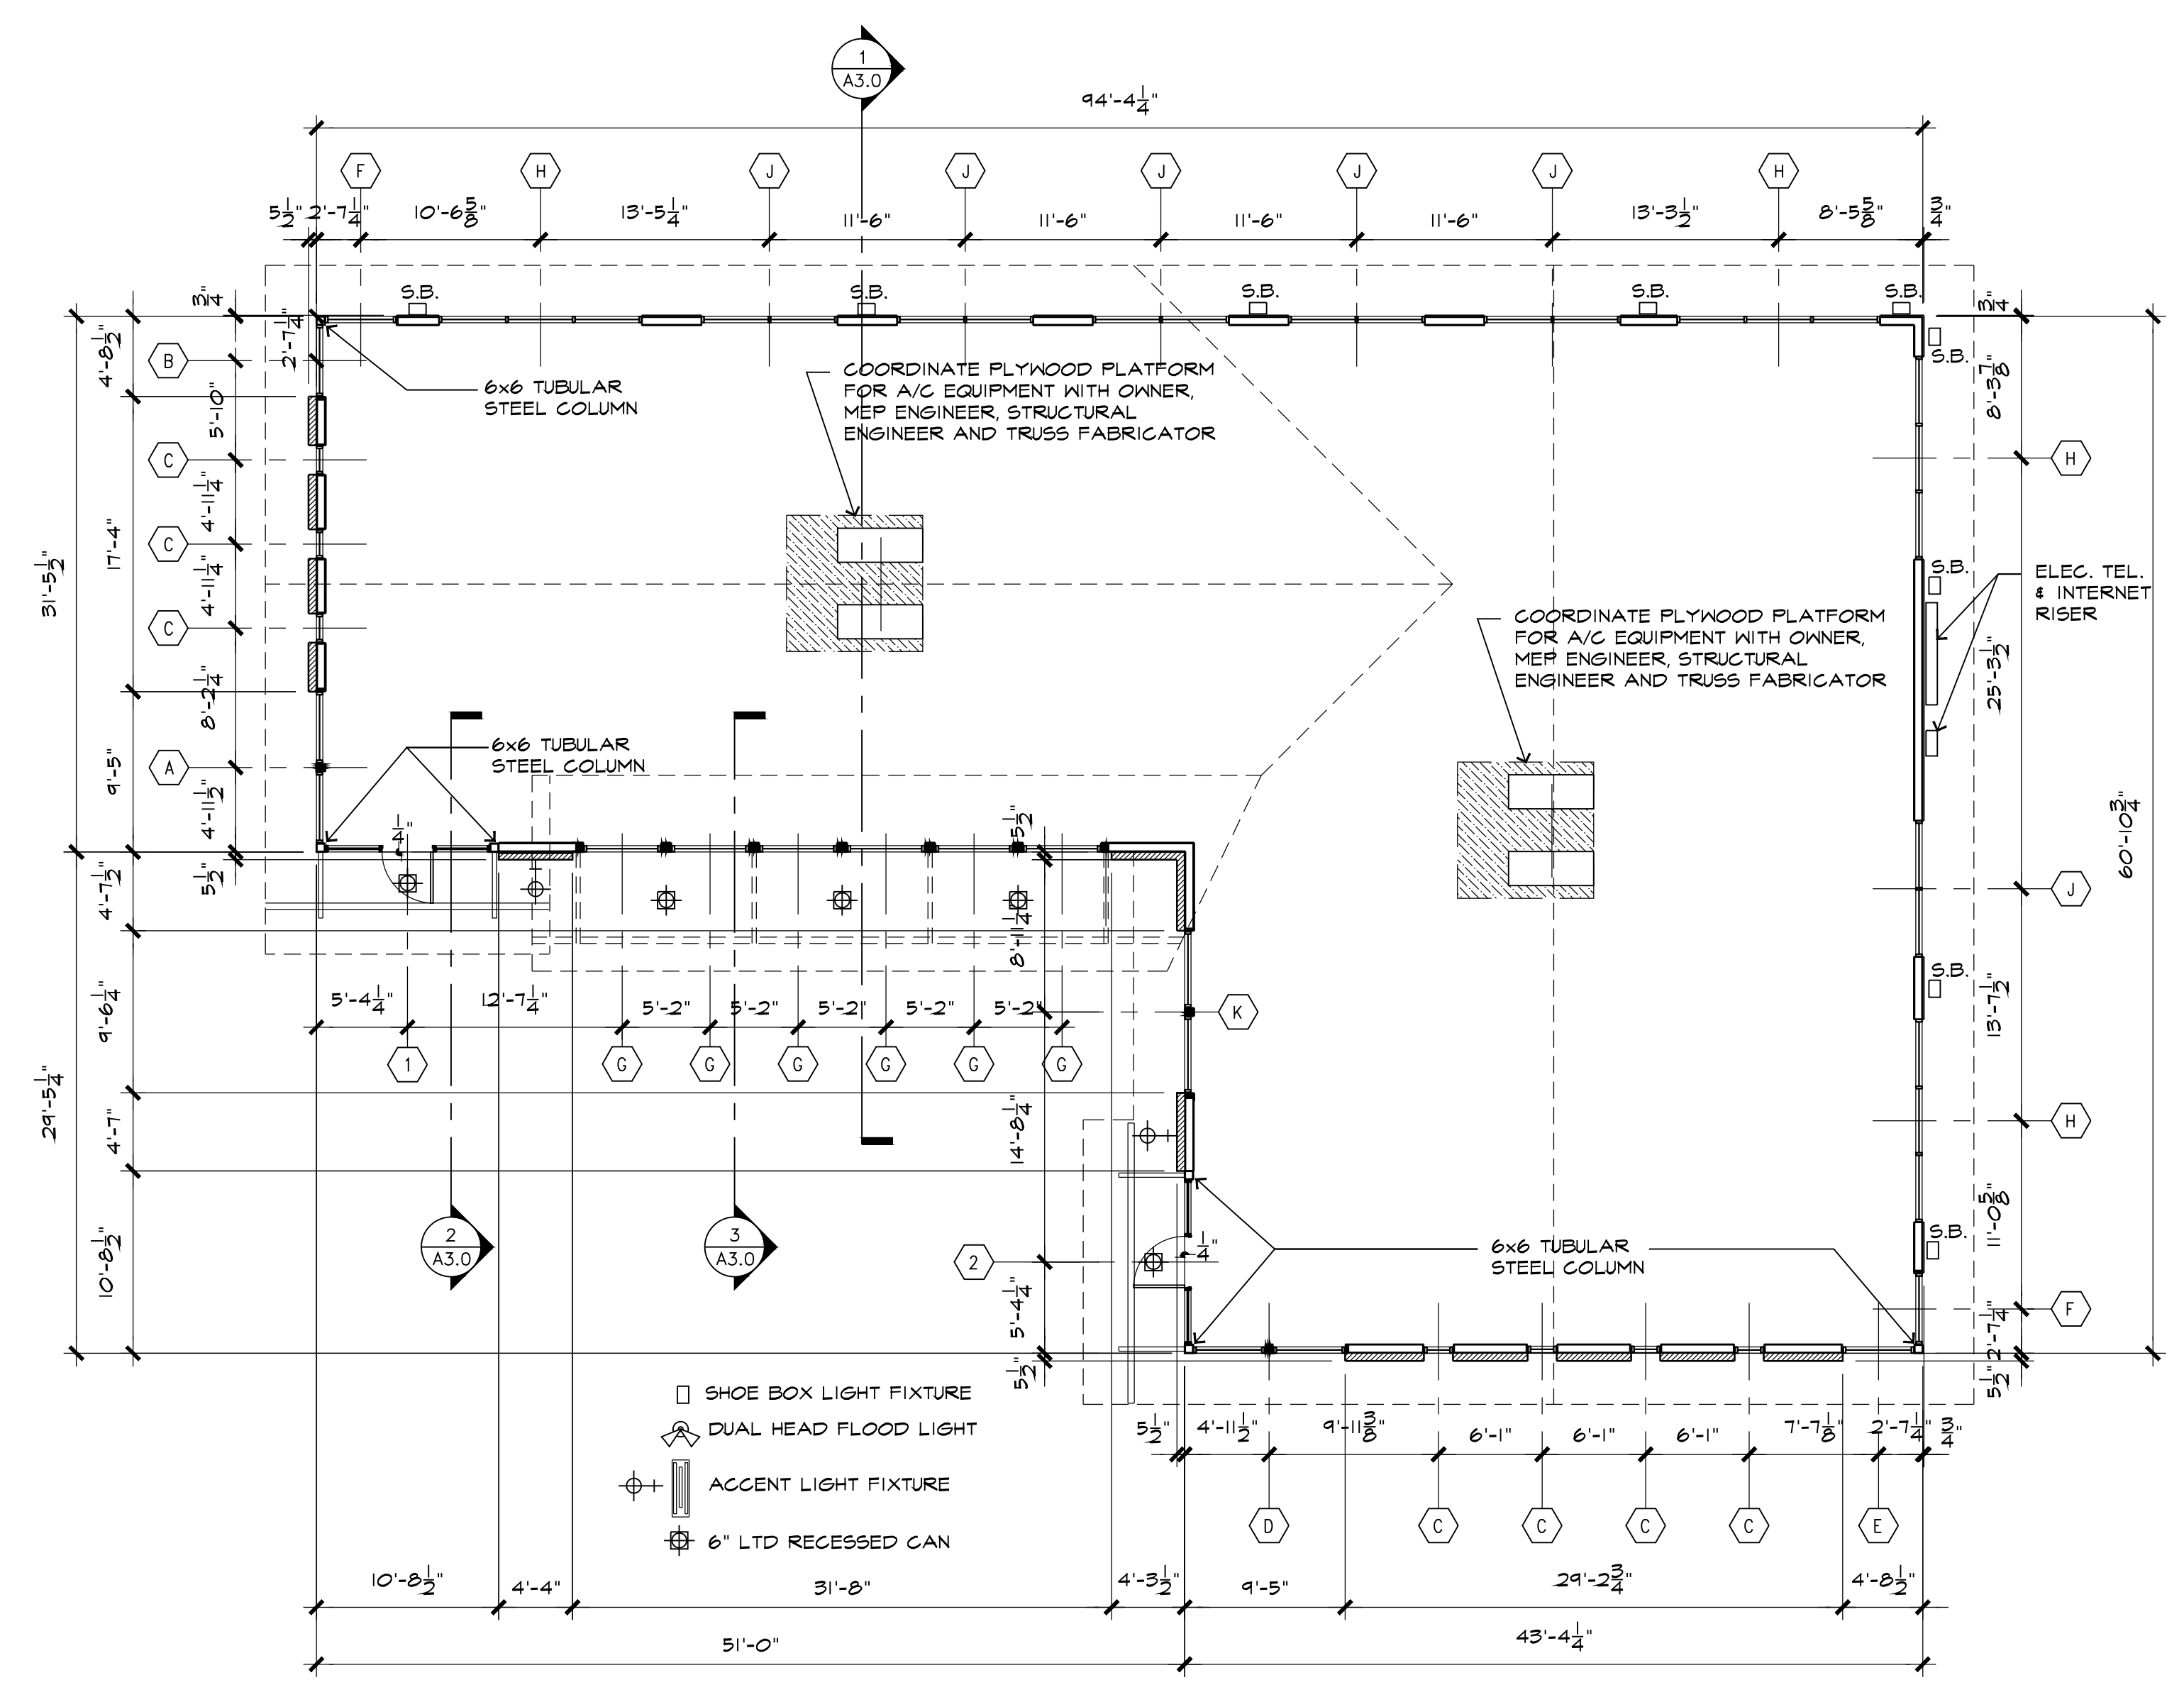 1
A3.0
94'-4 1/4"
F
H
J
J
J
J
J
H
5 1/2"
2'-7 1/4"
10'-6 5/8"
13'-5 1/4"
11'-6"
11'-6"
11'-6"
11'-6"
13'-3 1/2"
8'-5 5/8"
3/4"
S.B.
S.B.
S.B.
S.B.
S.B.
S.B.
3/4"
4'-8 1/2"
2'-7 1/4"
B
5'-10"
C
4'-11 1/4"
C
4'-11 1/4"
C
8'-2 1/4"
A
4'-11 1/2"
5 1/2"
17'-4"
9'-5"
31'-5 1/2"
4'-7 1/2"
9'-6 1/4"
4'-7"
10'-8 1/2"
29'-5 1/4"
6x6 TUBULAR
STEEL COLUMN
COORDINATE PLYWOOD PLATFORM
FOR A/C EQUIPMENT WITH OWNER,
MEP ENGINEER, STRUCTURAL
ENGINEER AND TRUSS FABRICATOR
COORDINATE PLYWOOD PLATFORM
FOR A/C EQUIPMENT WITH OWNER,
MEP ENGINEER, STRUCTURAL
ENGINEER AND TRUSS FABRICATOR
6x6 TUBULAR
STEEL COLUMN
1/4"
3/4"
8'-3 7/8"
H
S.B.
ELEC. TEL.
& INTERNET
RISER
25'-3 1/2"
J
S.B.
13'-7 1/2"
H
11'-0 5/8"
S.B.
F
2'-7 1/4"
5 1/2"
60'-10 3/4"
5 1/2"
8'-11 1/4"
K
14'-8 1/4"
2
1/4"
5'-4 1/4"
5 1/2"
5'-4 1/4"
12'-7 1/4"
5'-2"
5'-2"
5'-2"
5'-2"
5'-2"
1
G
G
G
G
G
G
2
A3.0
3
A3.0
6x6 TUBULAR
STEEL COLUMN
SHOE BOX LIGHT FIXTURE
DUAL HEAD FLOOD LIGHT
ACCENT LIGHT FIXTURE
6" LTD RECESSED CAN
5 1/2"
4'-11 1/2"
9'-11 3/8"
6'-1"
6'-1"
6'-1"
7'-7 1/8"
2'-7 1/4"
3/4"
D
C
C
C
C
E
10'-8 1/2"
4'-4"
31'-8"
4'-3 1/2"
9'-5"
29'-2 3/4"
4'-8 1/2"
51'-0"
43'-4 1/4"